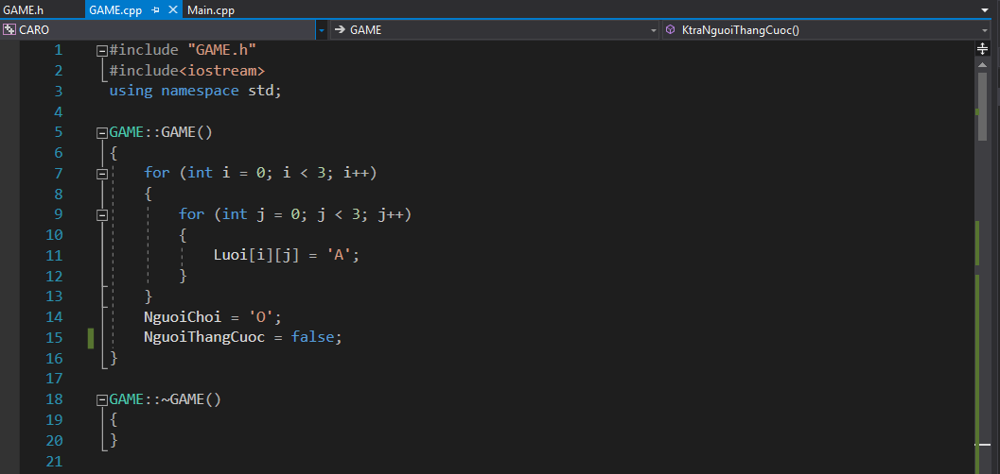 GAME.h GAME.cpp Main.cpp
CARO GAME KtraNguoiThangCuoc()
1 #include "GAME.h"
2 #include<iostream>
3 using namespace std;
4
5 GAME::GAME()
6 {
7 for (int i = 0; i < 3; i++)
8 {
9 for (int j = 0; j < 3; j++)
10 {
11 Luoi[i][j] = 'A';
12 }
13 }
14 NguoiChoi = 'O';
15 NguoiThangCuoc = false;
16 }
17
18 GAME::~GAME()
19 {
20 }
21